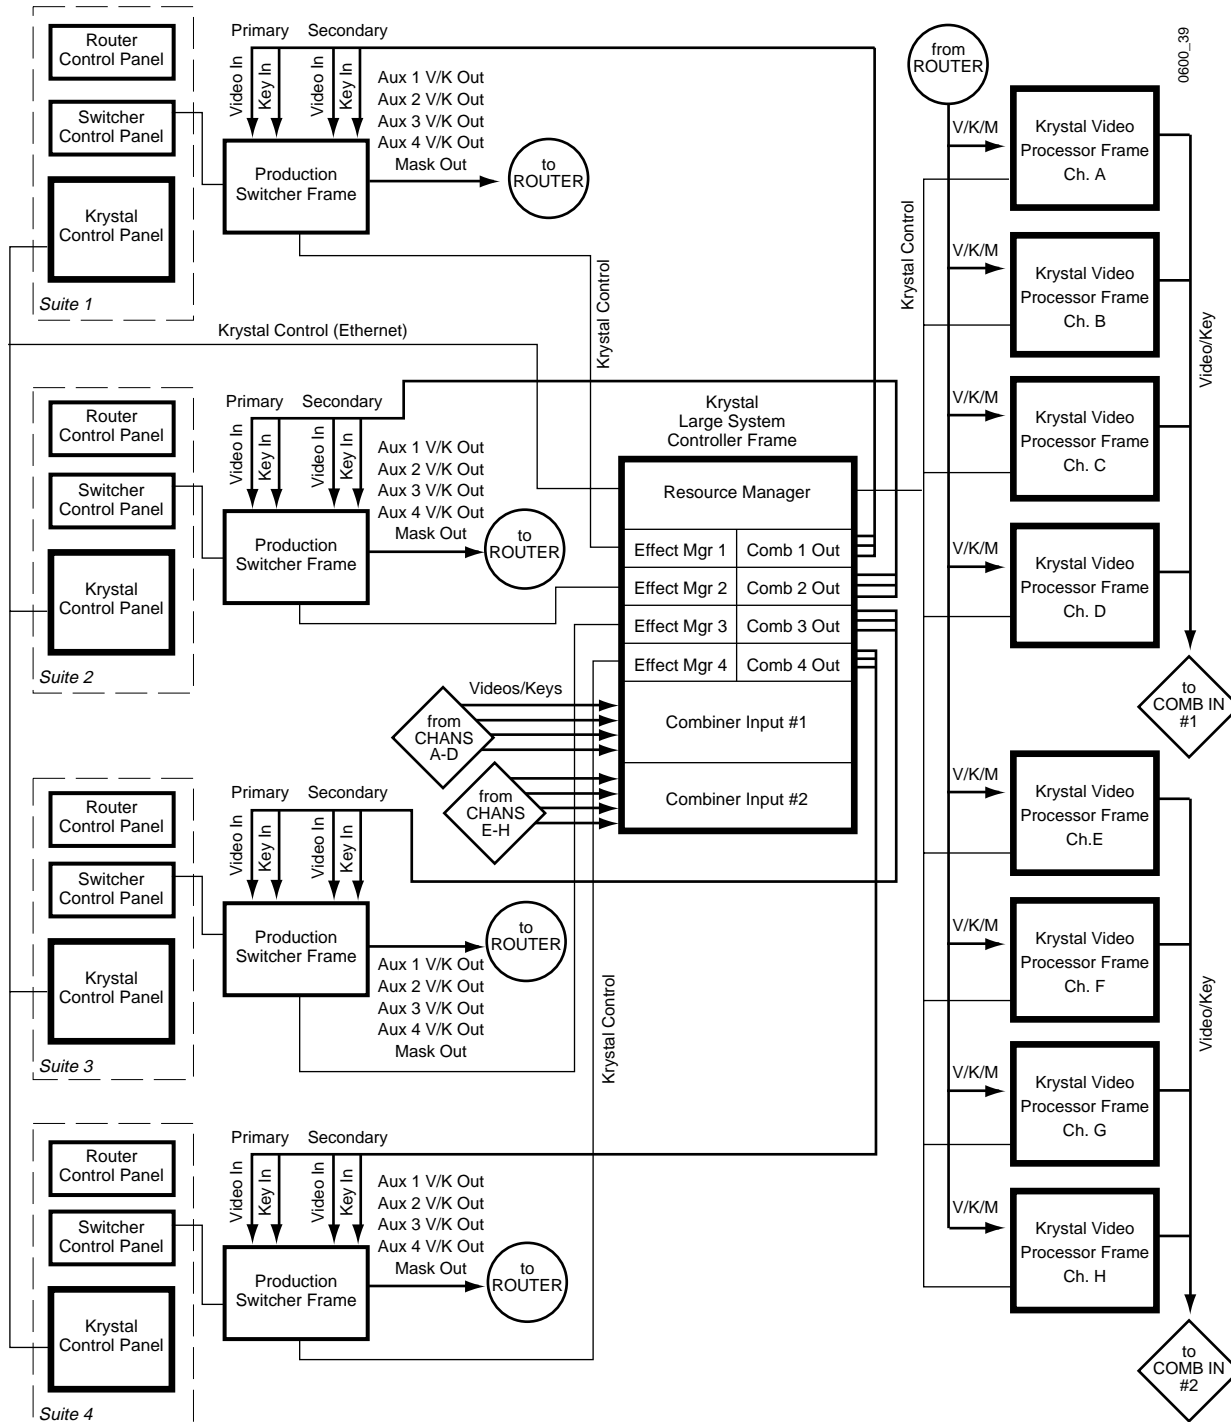 Router
Control Panel
Switcher
Control Panel
Krystal
Control Panel
Suite 1
Primary
Secondary
Video In
Key In
Video In
Key In
Aux 1 V/K Out
Aux 2 V/K Out
Aux 3 V/K Out
Aux 4 V/K Out
Mask Out
Production
Switcher Frame
to
ROUTER
Krystal Control
Krystal Control (Ethernet)
Router
Control Panel
Switcher
Control Panel
Krystal
Control Panel
Suite 2
Primary
Secondary
Video In
Key In
Video In
Key In
Aux 1 V/K Out
Aux 2 V/K Out
Aux 3 V/K Out
Aux 4 V/K Out
Mask Out
Production
Switcher Frame
to
ROUTER
Krystal
Large System
Controller Frame
Resource Manager
Effect Mgr 1
Comb 1 Out
Effect Mgr 2
Comb 2 Out
Effect Mgr 3
Comb 3 Out
Effect Mgr 4
Comb 4 Out
Combiner Input #1
Combiner Input #2
Videos/Keys
from
CHANS
A-D
from
CHANS
E-H
Router
Control Panel
Switcher
Control Panel
Krystal
Control Panel
Suite 3
Primary
Secondary
Video In
Key In
Video In
Key In
Production
Switcher Frame
to
ROUTER
Aux 1 V/K Out
Aux 2 V/K Out
Aux 3 V/K Out
Aux 4 V/K Out
Mask Out
Krystal Control
Router
Control Panel
Switcher
Control Panel
Krystal
Control Panel
Suite 4
Primary
Secondary
Video In
Key In
Video In
Key In
Aux 1 V/K Out
Aux 2 V/K Out
Aux 3 V/K Out
Aux 4 V/K Out
Mask Out
Production
Switcher Frame
to
ROUTER
from
ROUTER
0600_39
Krystal Control
V/K/M
Krystal Video
Processor Frame
Ch. A
V/K/M
Krystal Video
Processor Frame
Ch. B
Video/Key
V/K/M
Krystal Video
Processor Frame
Ch. C
V/K/M
Krystal Video
Processor Frame
Ch. D
to
COMB IN
#1
V/K/M
Krystal Video
Processor Frame
Ch.E
V/K/M
Krystal Video
Processor Frame
Ch. F
Video/Key
V/K/M
Krystal Video
Processor Frame
Ch. G
V/K/M
Krystal Video
Processor Frame
Ch. H
to
COMB IN
#2